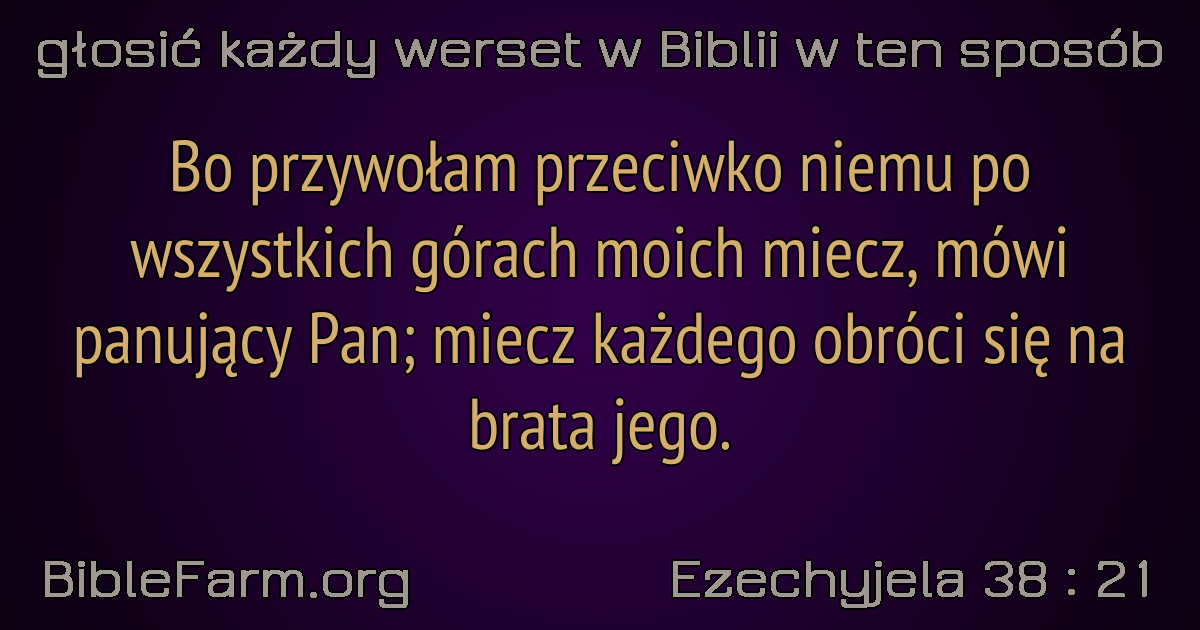 głosić każdy werset w Biblii w ten sposób
Bo przywołam przeciwko niemu po
wszystkich górach moich miecz, mówi
panujący Pan; miecz każdego obróci się na
brata jego.
BibleFarm.org
Ezechyjela 38 : 21